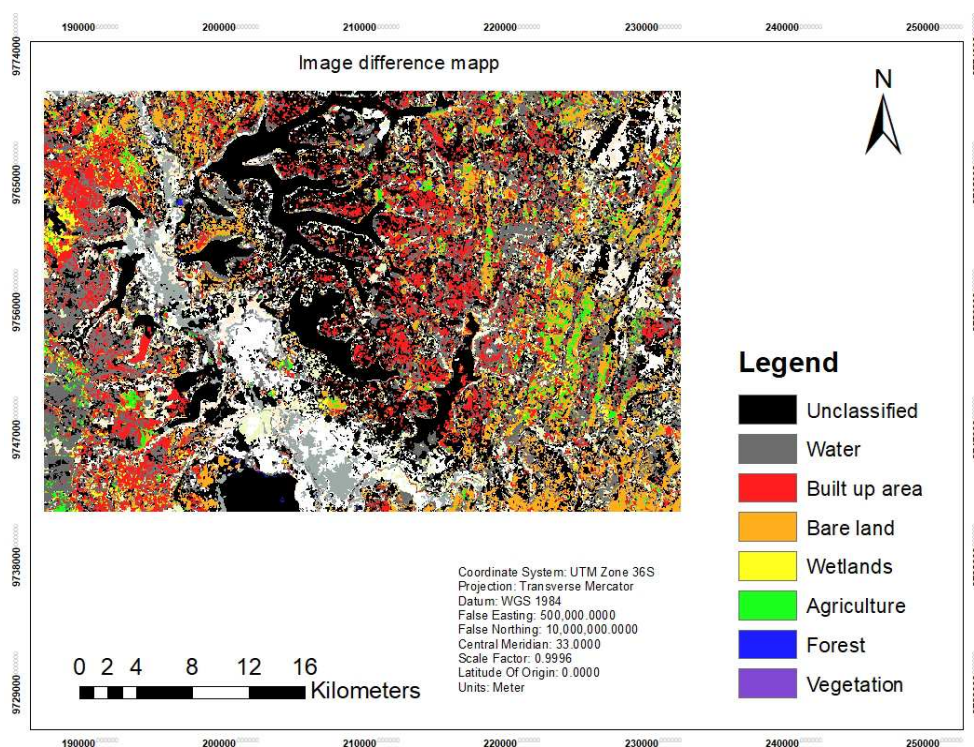 190000 200000 210000 220000 230000 240000 250000
9774000
Image difference mapp
N
9765000
9756000
9747000
9738000
9729000
Legend
Unclassified
Water
Built up area
Bare land
Wetlands
Agriculture
Forest
Vegetation
Coordinate System: UTM Zone 36S
Projection: Transverse Mercator
Datum: WGS 1984
False Easting: 500,000.0000
False Northing: 10,000,000.0000
Central Meridian: 33.0000
Scale Factor: 0.9996
Latitude Of Origin: 0.0000
Units: Meter
0 2 4 8 12 16
Kilometers
190000 200000 210000 220000 230000 240000 250000